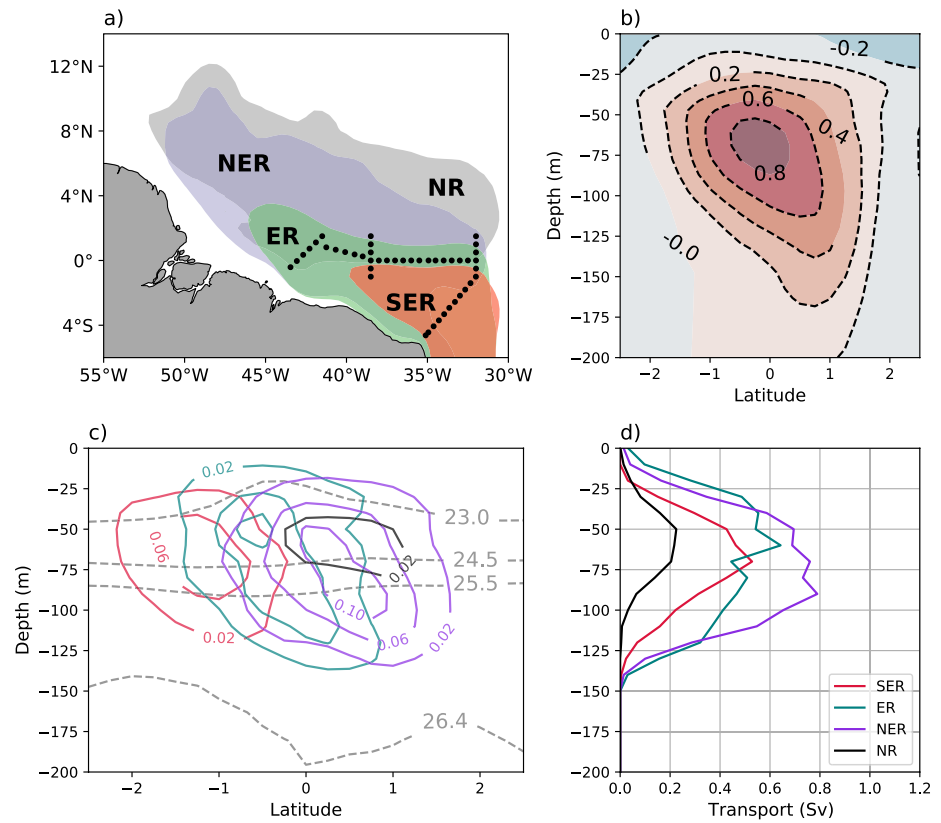 a)
12°N
8°N
4°N
0°
4°S
55°W 50°W 45°W 40°W 35°W 30°W
NER
NR
ER
SER
b)
0
−25
−50
−75
−100
−125
−150
−175
−200
Depth (m)
−2 −1 0 1 2
Latitude
-0.2
0.2
0.6
0.4
0.8
-0.0
c)
0
−25
−50
−75
−100
−125
−150
−175
−200
Depth (m)
−2 −1 0 1 2
Latitude
0.02
0.06
0.02
0.02
0.10
0.06
0.02
23.0
24.5
25.5
26.4
d)
0
−25
−50
−75
−100
−125
−150
−175
−200
0.0 0.2 0.4 0.6 0.8 1.0 1.2
Transport (Sv)
SER
ER
NER
NR